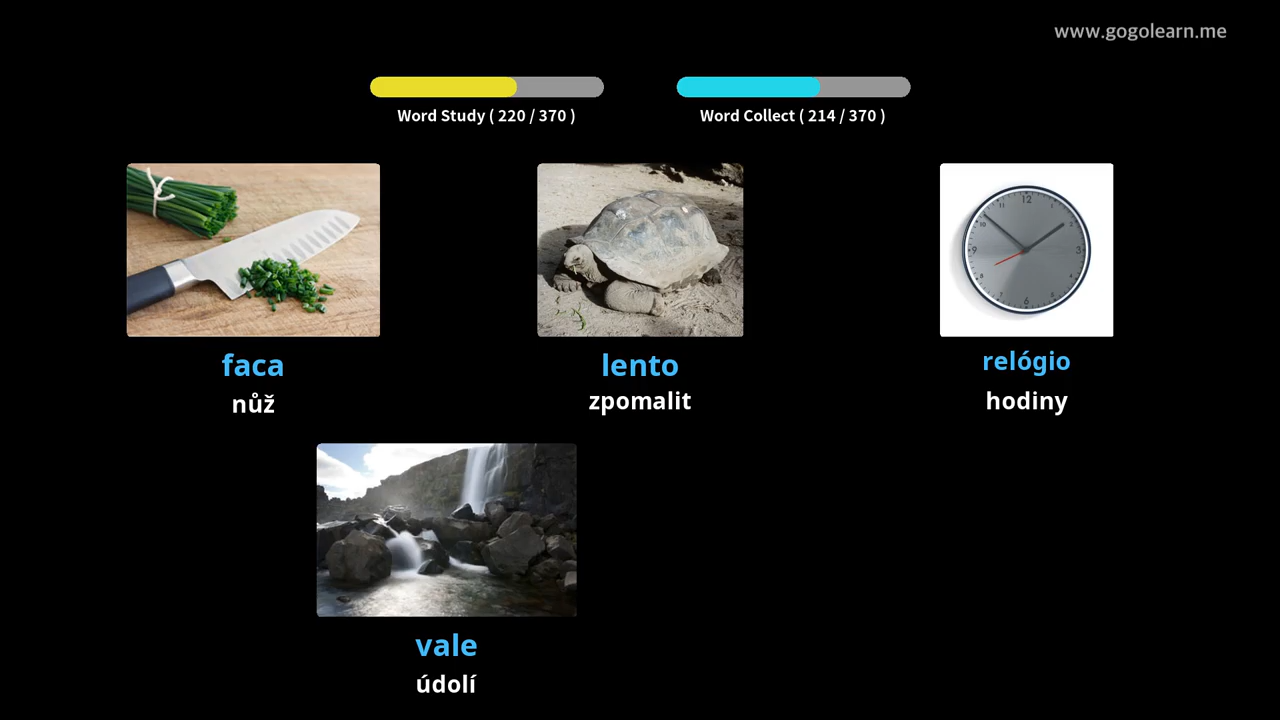 www.gogolearn.me
Word Study ( 220 / 370 )
Word Collect ( 214 / 370 )
faca
nůž
lento
zpomalit
relógio
hodiny
vale
údolí